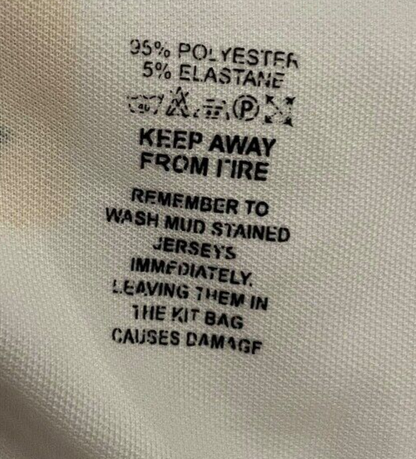 95% POLYESTER
5% ELASTANE
KEEP AWAY
FROM FIRE
REMEMBER TO
WASH MUD STAINED
JERSEYS
IMMEDIATELY.
LEAVING THEM IN
THE KIT BAG
CAUSES DAMAGE